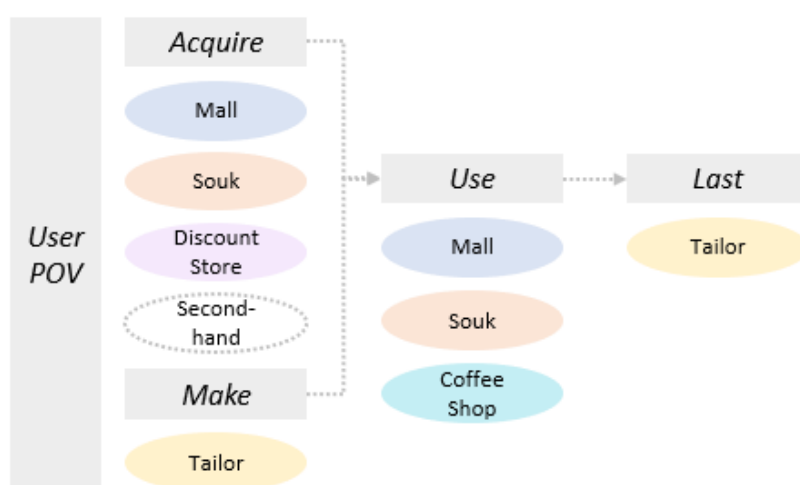 User
POV
Acquire
Mall
Souk
Discount
Store
Second-
hand
Make
Tailor
Use
Mall
Souk
Coffee
Shop
Last
Tailor